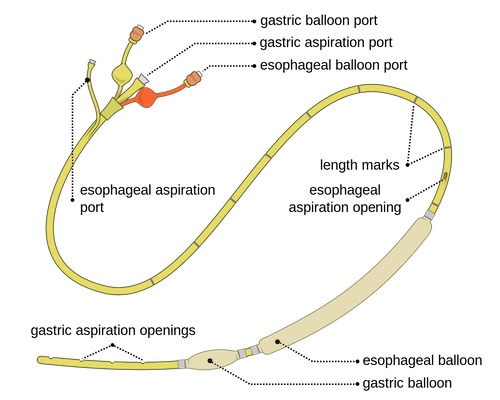 gastric balloon port
gastric aspiration port
esophageal balloon port
length marks
esophageal
aspiration opening
esophageal aspiration
port
gastric aspiration openings
esophageal balloon
gastric balloon